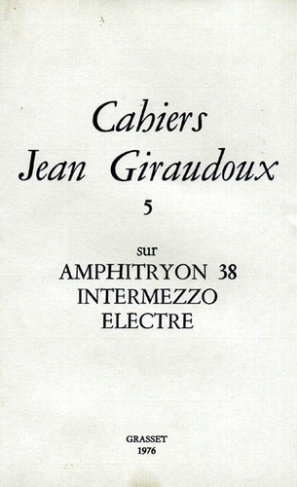 Cahiers
Jean Giraudoux
5
sur
AMPHITRYON 38
INTERMEZZO
ELECTRE
GRASSET
1976